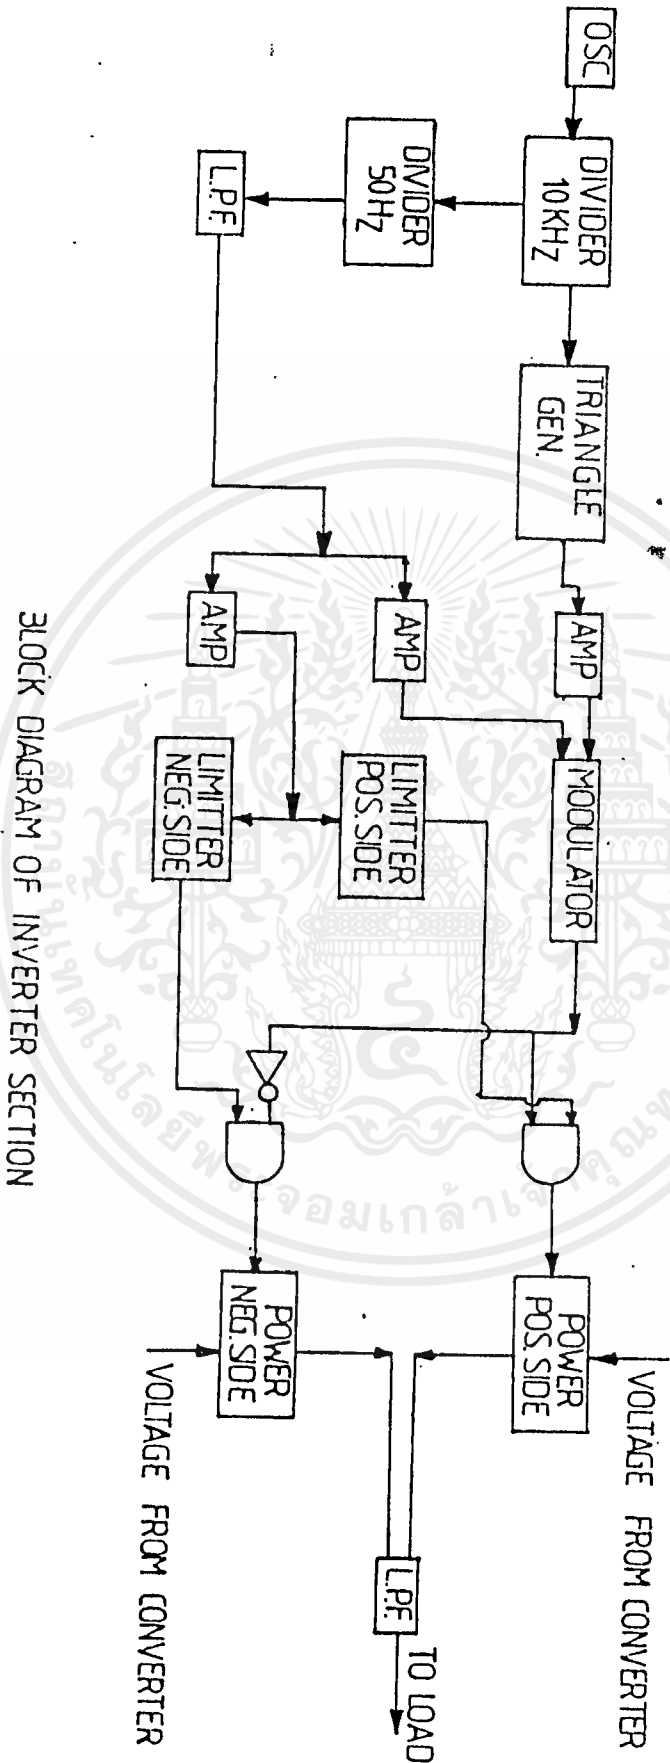 OSC
DIVIDER
10KHZ
TRIANGLE
GEN.
AMP
MODULATOR
DIVIDER
50HZ
L.P.F.
AMP
AMP
LIMITTER
POS.SIDE
LIMITTER
NEG.SIDE
POWER
POS.SIDE
VOLTAGE FROM CONVERTER
POWER
NEG.SIDE
VOLTAGE FROM CONVERTER
L.P.F.
TO LOAD
BLOCK DIAGRAM OF INVERTER SECTION